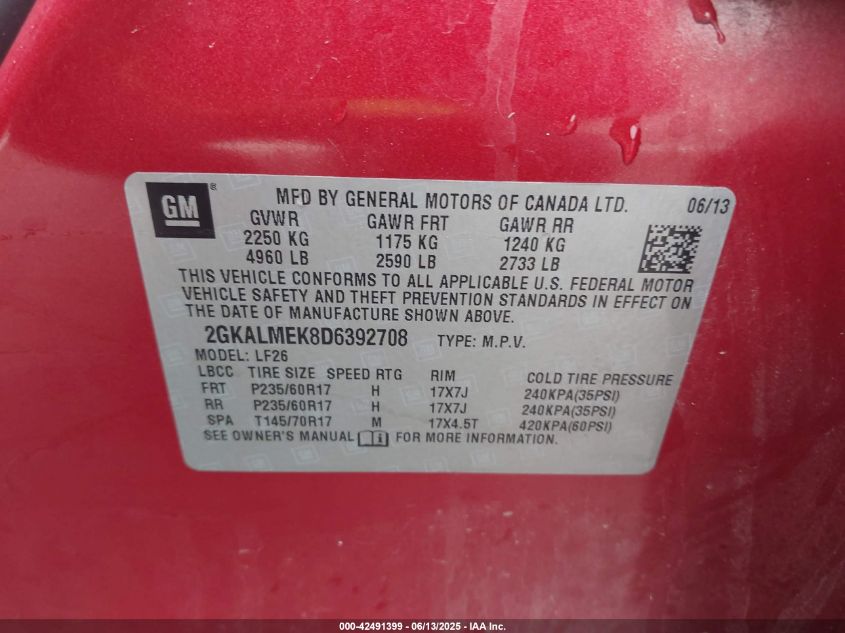 GM ® MFD BY GENERAL MOTORS OF CANADA LTD. 06/13
GVWR GAWR FRT GAWR RR
2250 KG 1175 KG 1240 KG
4960 LB 2590 LB 2733 LB
THIS VEHICLE CONFORMS TO ALL APPLICABLE U.S. FEDERAL MOTOR
VEHICLE SAFETY AND THEFT PREVENTION STANDARDS IN EFFECT ON
THE DATE OF MANUFACTURE SHOWN ABOVE.
2GKALMEK8D6392708 TYPE: M.P.V.
MODEL: LF26
LBCC TIRE SIZE SPEED RTG RIM COLD TIRE PRESSURE
FRT P235/60R17 H 17X7J 240KPA(35PSI)
RR P235/60R17 H 17X7J 240KPA(35PSI)
SPA T145/70R17 M 17X4.5T 420KPA(60PSI)
SEE OWNER'S MANUAL FOR MORE INFORMATION.
000-42491399 - 06/13/2025 - IAA Inc.